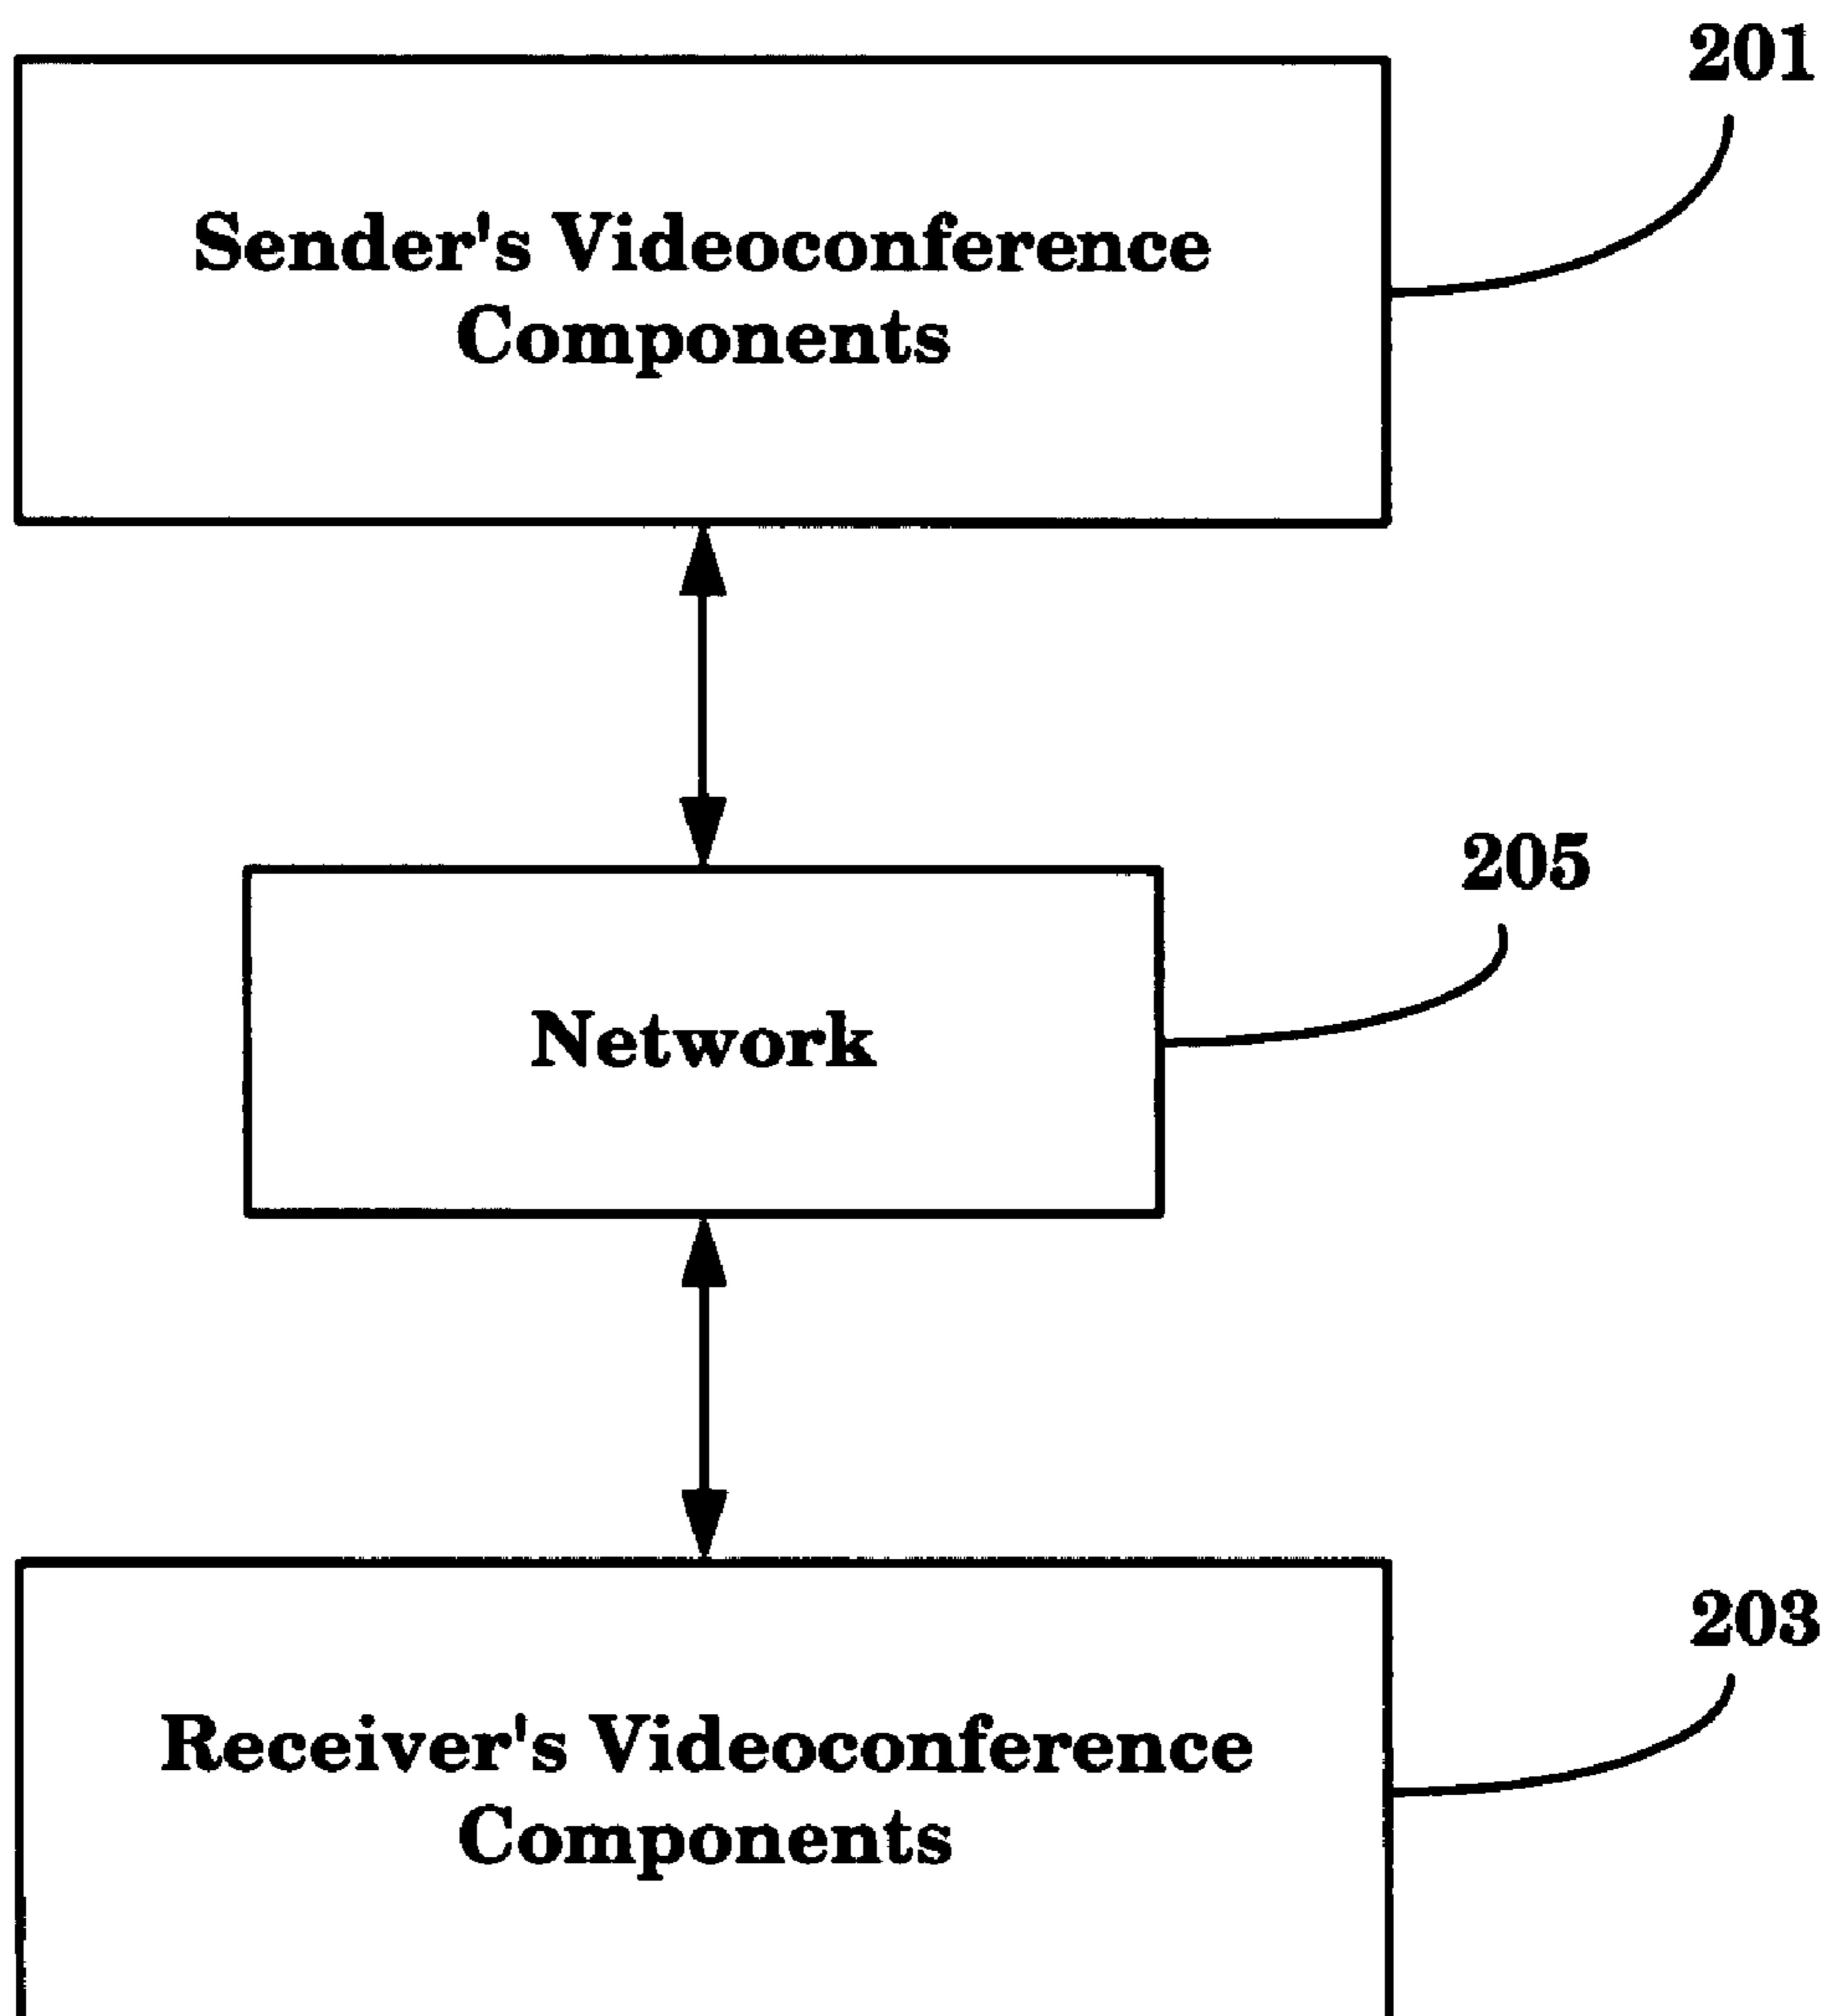 201
Sender's Videoconference
Components
205
Network
203
Receiver's Videoconference
Components